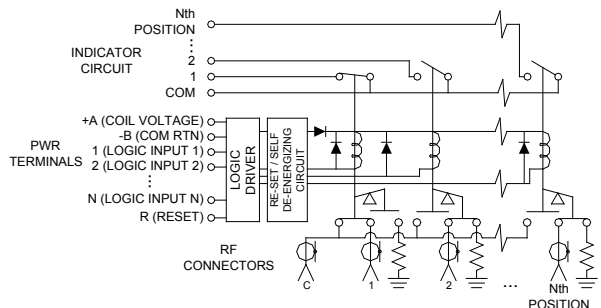 Nth
POSITION
INDICATOR
CIRCUIT
2
1
COM
+A (COIL VOLTAGE)
-B (COM RTN)
PWR
TERMINALS
1 (LOGIC INPUT 1)
2 (LOGIC INPUT 2)
N (LOGIC INPUT N)
R (RESET)
LOGIC
DRIVER
RE-SET / SELF
DE-ENERGIZING
CIRCUIT
RF
CONNECTORS
C
1
2
...
Nth
POSITION